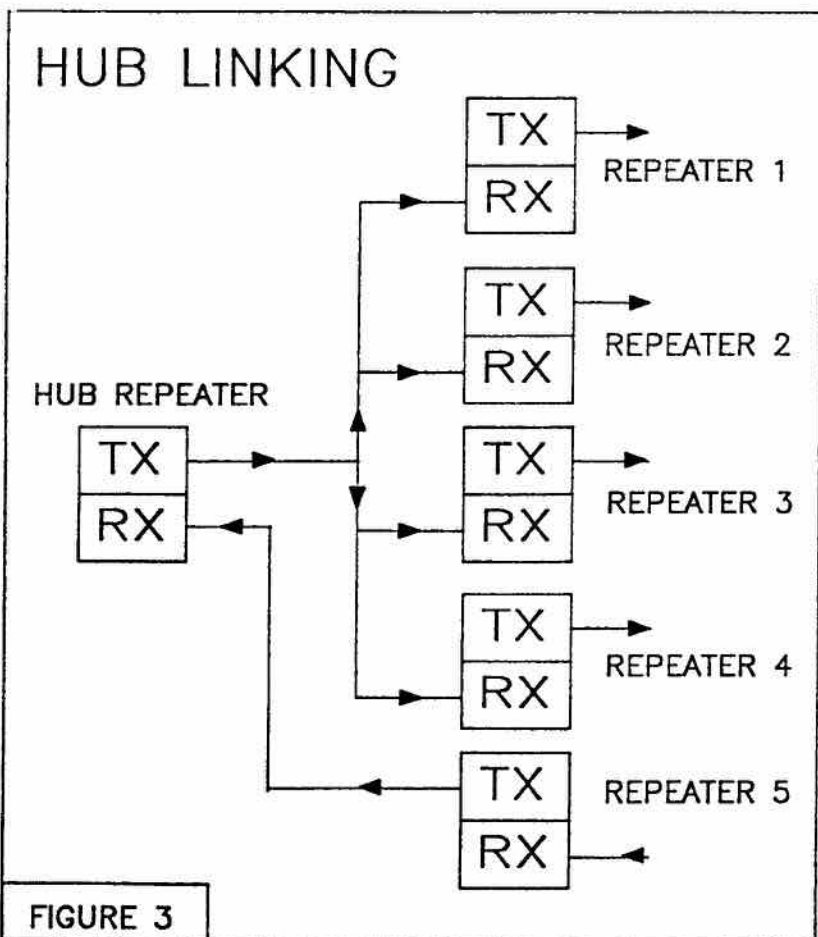 HUB LINKING
TX
RX
REPEATER 1
TX
RX
REPEATER 2
HUB REPEATER
TX
RX
TX
RX
REPEATER 3
TX
RX
REPEATER 4
TX
RX
REPEATER 5
FIGURE 3